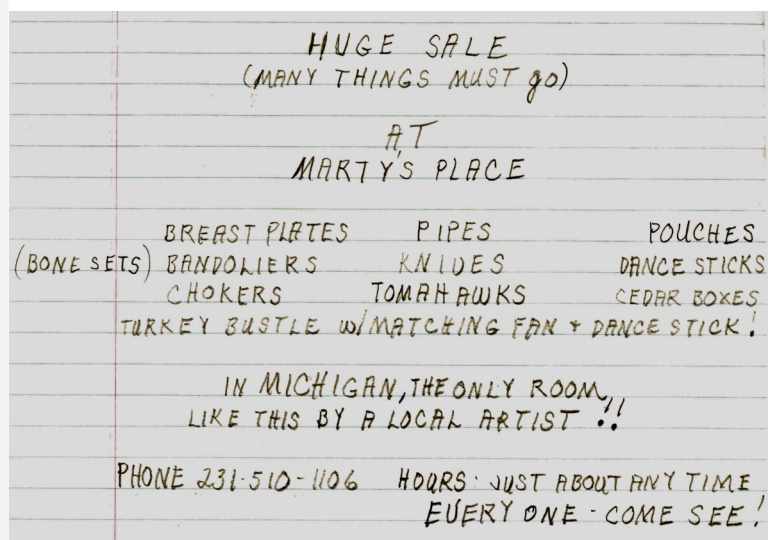 HUGE SALE
(MANY THINGS MUST go)
AT
MARTY'S PLACE
BREAST PLATES PIPES POUCHES
(BONE SETS) BANDOLIERS KNIVES DANCE STICKS
CHOKERS TOMAHAWKS CEDAR BOXES
TURKEY BUSTLE W/MATCHING FAN + DANCE STICK!
IN MICHIGAN, THE ONLY ROOM,
LIKE THIS BY A LOCAL ARTIST !!
PHONE 231-510-1106 HOURS: JUST ABOUT ANY TIME
EVERY ONE - COME SEE!